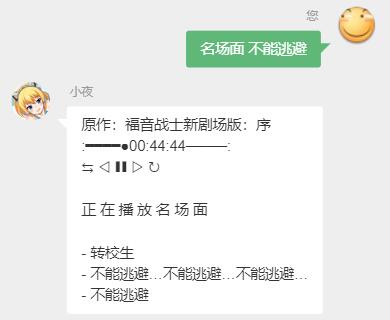 您
名场面 不能逃避
小夜
原作：福音战士新剧场版：序
:━━━━●00:44:44────:
⇆ ◁ ❚❚ ▷ ↻
正 在 播 放 名 场 面
- 转校生
- 不能逃避…不能逃避…不能逃避…
- 不能逃避